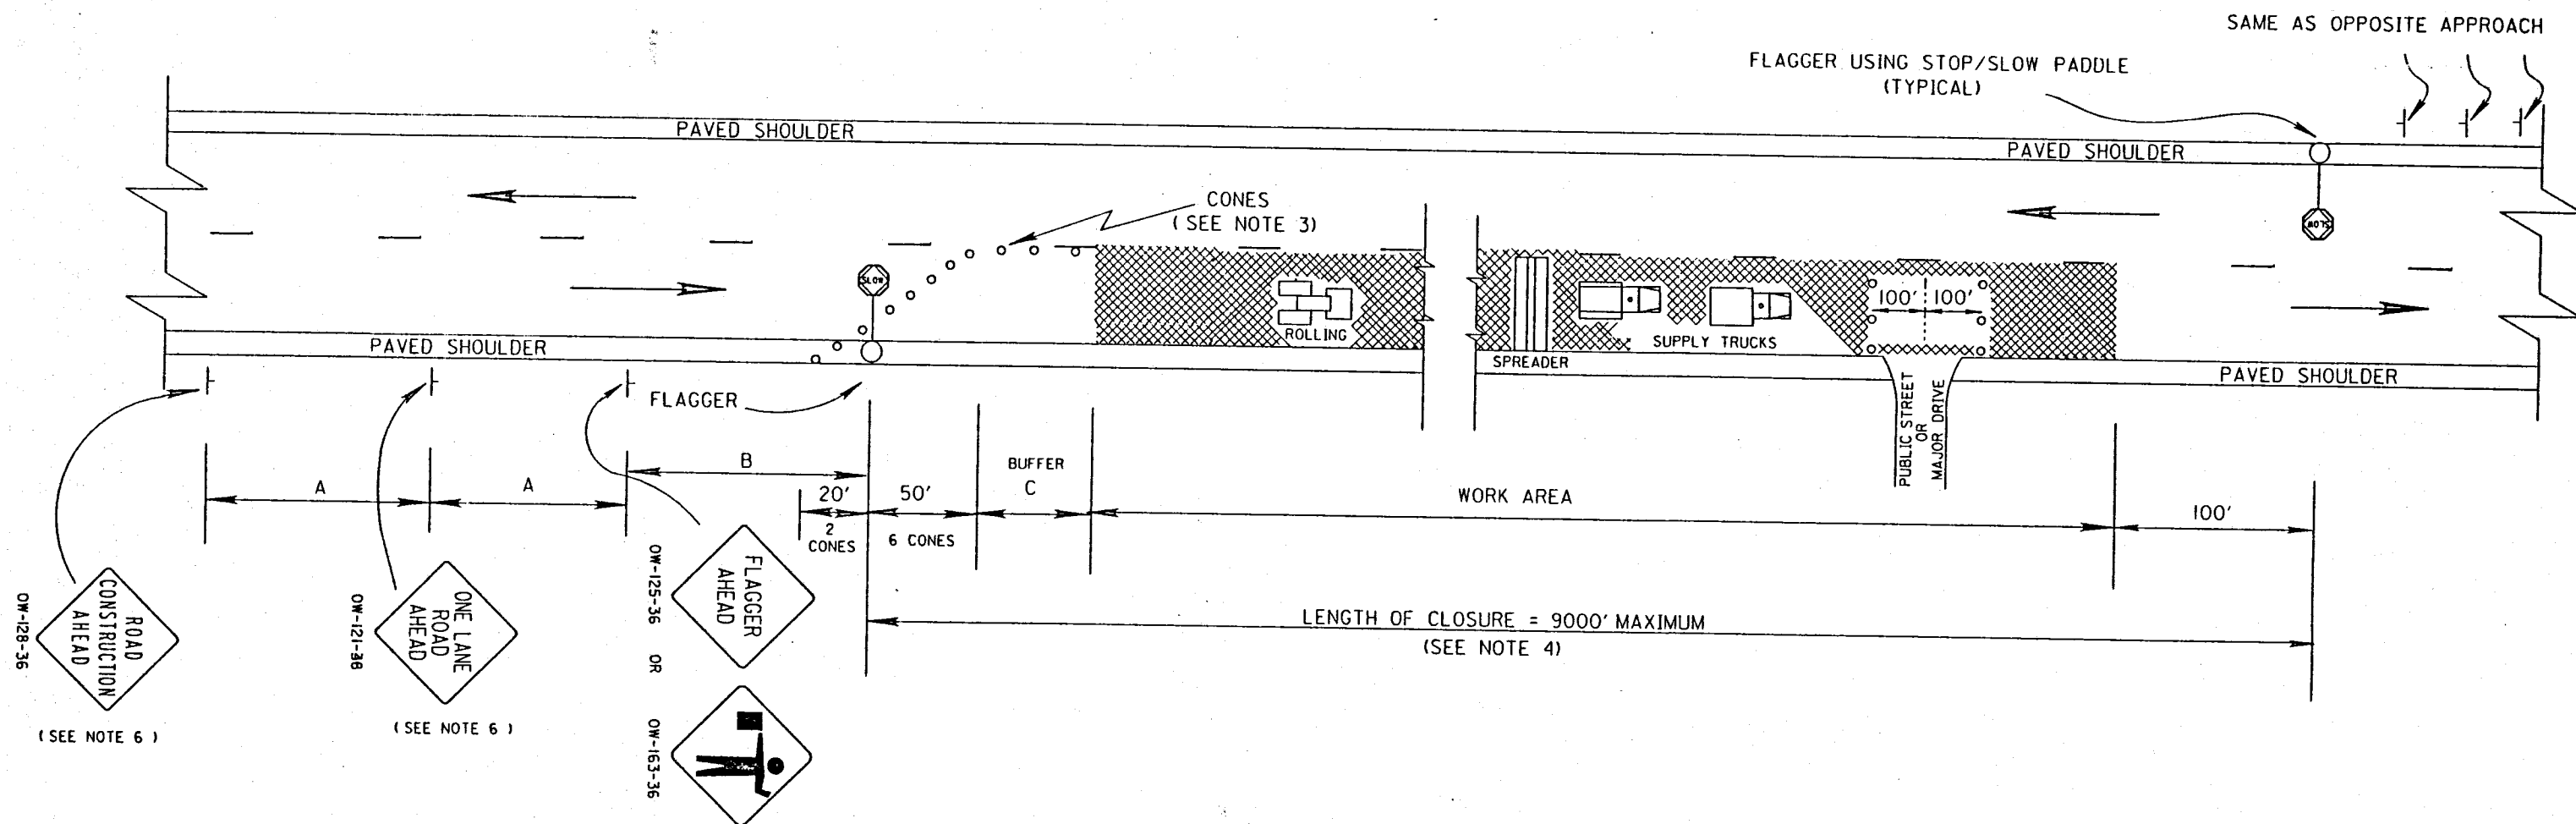 SAME AS OPPOSITE APPROACH
FLAGGER USING STOP/SLOW PADDLE
(TYPICAL)
PAVED SHOULDER
PAVED SHOULDER
CONES
(SEE NOTE 3)
SLOW
SLOW
100' 100'
ROLLING
SPREADER
SUPPLY TRUCKS
PAVED SHOULDER
PAVED SHOULDER
FLAGGER
PUBLIC STREET
OR
MAJOR DRIVE
A
A
B
20'
2
CONES
50'
6 CONES
BUFFER
C
WORK AREA
100'
LENGTH OF CLOSURE = 9000' MAXIMUM
(SEE NOTE 4)
ROAD
CONSTRUCTION
AHEAD
OW-128-36
(SEE NOTE 6 )
ONE LANE
ROAD
AHEAD
(SEE NOTE 6 )
FLAGGER
AHEAD
OW-125-36 OR OW-163-36